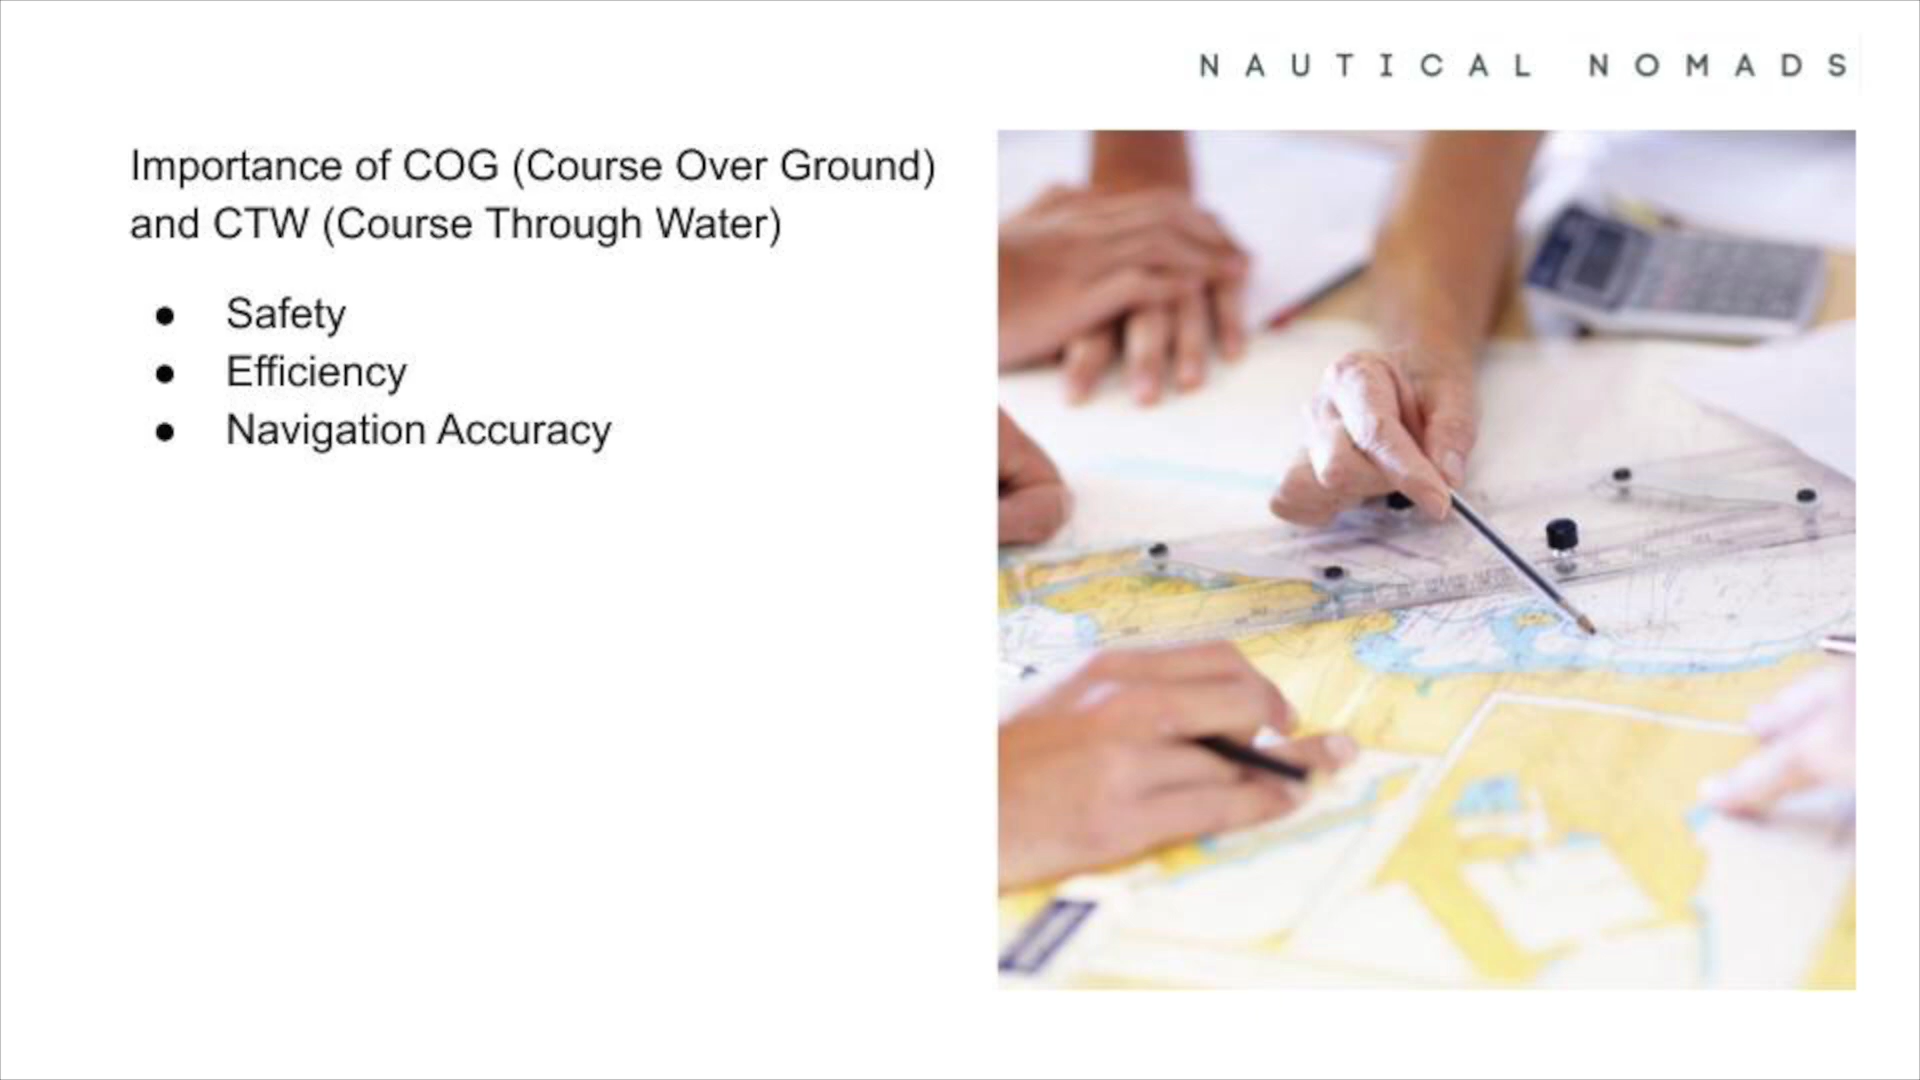 NAUTICAL NOMADS
Importance of COG (Course Over Ground)
and CTW (Course Through Water)
● Safety
● Efficiency
● Navigation Accuracy